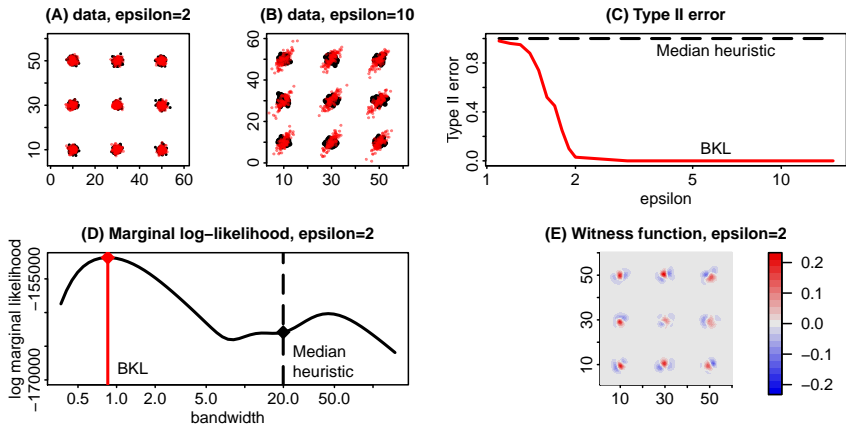 (A) data, epsilon=2
50
30
10
0 20 40 60
(B) data, epsilon=10
60
40
20
0
10 30 50
(C) Type II error
Type II error
0.8
0.4
0.0
Median heuristic
BKL
1 2 5 10
epsilon
(D) Marginal log−likelihood, epsilon=2
log marginal likelihood
−155000
−170000
BKL
Median
heuristic
0.5 1.0 2.0 5.0 20.0 50.0
bandwidth
(E) Witness function, epsilon=2
50
30
10
10 30 50
0.2
0.1
0.0
−0.1
−0.2